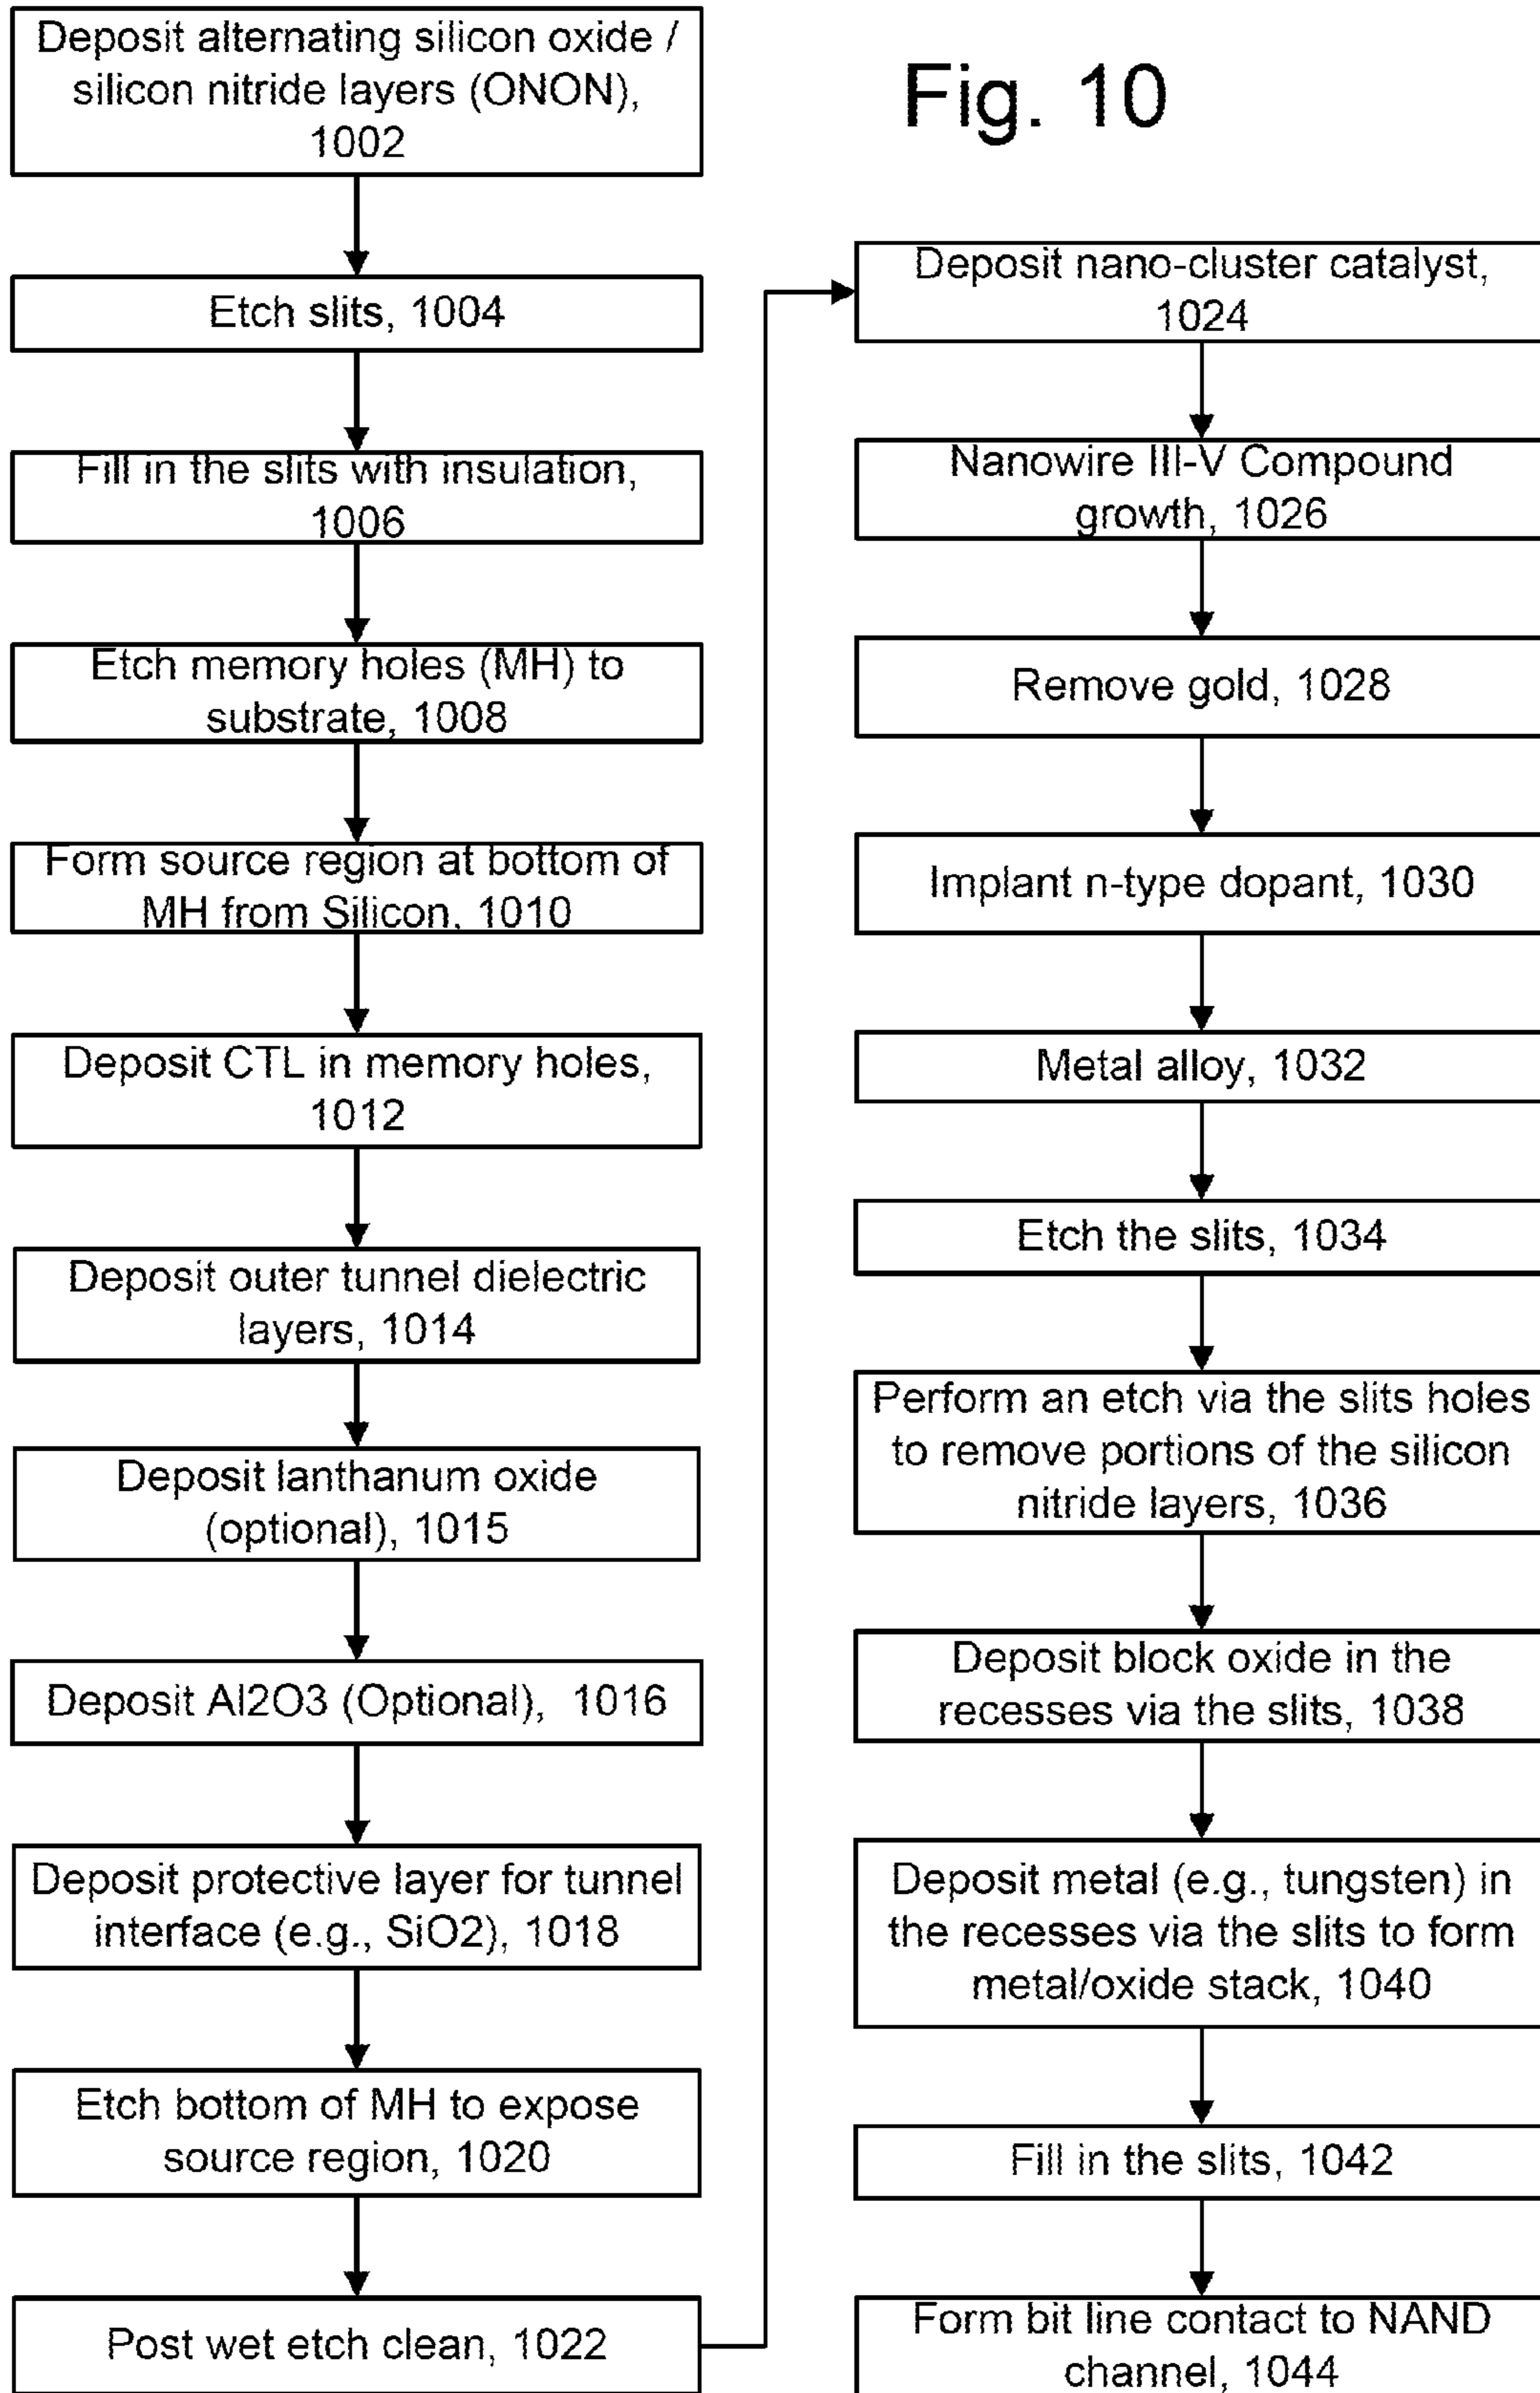 Fig. 10
Deposit alternating silicon oxide /
silicon nitride layers (ONON),
1002
Etch slits, 1004
Fill in the slits with insulation,
1006
Etch memory holes (MH) to
substrate, 1008
Form source region at bottom of
MH from Silicon, 1010
Deposit CTL in memory holes,
1012
Deposit outer tunnel dielectric
layers, 1014
Deposit lanthanum oxide
(optional), 1015
Deposit Al2O3 (Optional),  1016
Deposit protective layer for tunnel
interface (e.g., SiO2), 1018
Etch bottom of MH to expose
source region, 1020
Post wet etch clean, 1022
Deposit nano-cluster catalyst,
1024
Nanowire III-V Compound
growth, 1026
Remove gold, 1028
Implant n-type dopant, 1030
Metal alloy, 1032
Etch the slits, 1034
Perform an etch via the slits holes
to remove portions of the silicon
nitride layers, 1036
Deposit block oxide in the
recesses via the slits, 1038
Deposit metal (e.g., tungsten) in
the recesses via the slits to form
metal/oxide stack, 1040
Fill in the slits, 1042
Form bit line contact to NAND
channel, 1044